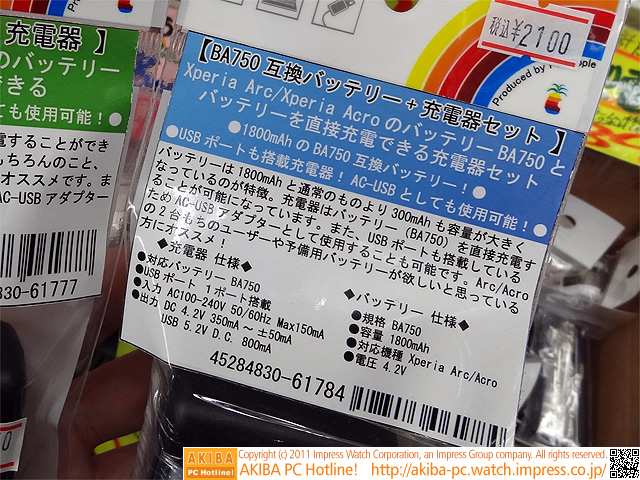 充電器 】
のバッテリー
できる
ても使用可能！●
電することができ
もちろんのこと、
オススメです。ま
AC-USB アダプター
830-61777
税込¥2100
Produced by
【BA750 互換バッテリー + 充電器セット 】
Xperia Arc/Xperia Acro のバッテリー BA750 と
バッテリーを直接充電できる充電器セット
●1800mAh の BA750 互換バッテリー！●
●USB ポートも搭載充電器！ AC-USB としても使用可能！●
バッテリーは 1800mAh と通常のものより 300mAh も容量が大きく
なっているのが特徴。充電器はバッテリー（BA750）を直接充電す
ることが可能になっています。また、USB ポートも搭載している
ため AC-USB アダプターとして使用することも可能です。Arc/Acro
の 2 台もちのユーザーや予備用バッテリーが欲しいと思っている
方にオススメ！
◆充電器 仕様◆
●対応バッテリー BA750
●USB ポート 1 ポート搭載
●入力 AC100-240V 50/60Hz Max150mA
●出力 DC 4.2V 350mA ～ ±50mA
USB 5.2V D.C. 800mA
◆バッテリー 仕様◆
●規格 BA750
●容量 1800mAh
●対応機種 Xperia Arc/Acro
●電圧 4.2V
45284830-61784
AKIBA
PC Hotline!
Copyright (c) 2011 Impress Watch Corporation, an Impress Group company. All rights reserved.
AKIBA PC Hotline! http://akiba-pc.watch.impress.co.jp/